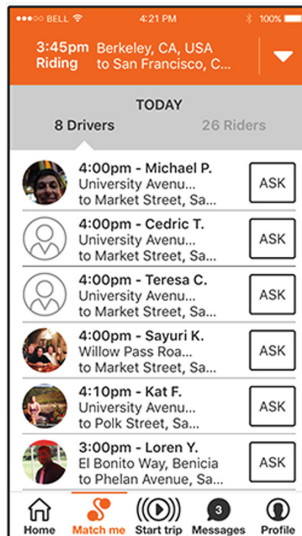 BELL 4:21 PM 100%
3:45pm Berkeley, CA, USA
Riding to San Francisco, C...
TODAY
8 Drivers 26 Riders
4:00pm - Michael P.
University Avenu... ASK
to Market Street, Sa...
4:00pm - Cedric T.
University Avenu... ASK
to Market Street, Sa...
4:00pm - Teresa C.
University Avenu... ASK
to Market Street, Sa...
4:00pm - Sayuri K.
Willow Pass Roa... ASK
to Market Street, Sa...
4:10pm - Kat F.
University Avenu... ASK
to Polk Street, Sa...
3:00pm - Loren Y.
El Bonito Way, Benicia ASK
to Phelan Avenue, Sa...
3
Home Match me Start trip Messages Profile